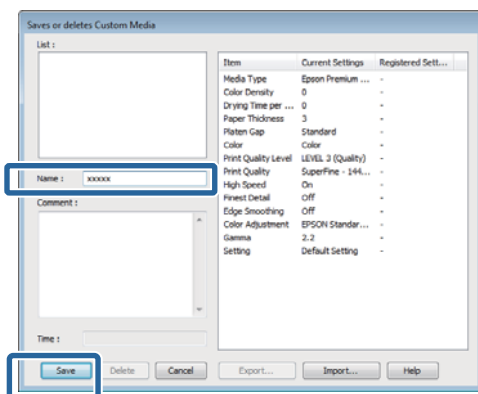 Saves or deletes Custom Media
List :
Item Current Settings Registered Sett...
Media Type Epson Premium ... -
Color Density 0 -
Drying Time per ... 0 -
Paper Thickness 3 -
Platen Gap Standard -
Color Color -
Print Quality Level LEVEL 3 (Quality) -
Print Quality SuperFine - 144... -
High Speed On -
Finest Detail Off -
Edge Smoothing Off -
Color Adjustment EPSON Standar... -
Gamma 2.2 -
Setting Default Setting -
Name : xxxxx
Comment :
Time :
Save Delete Cancel Export... Import... Help